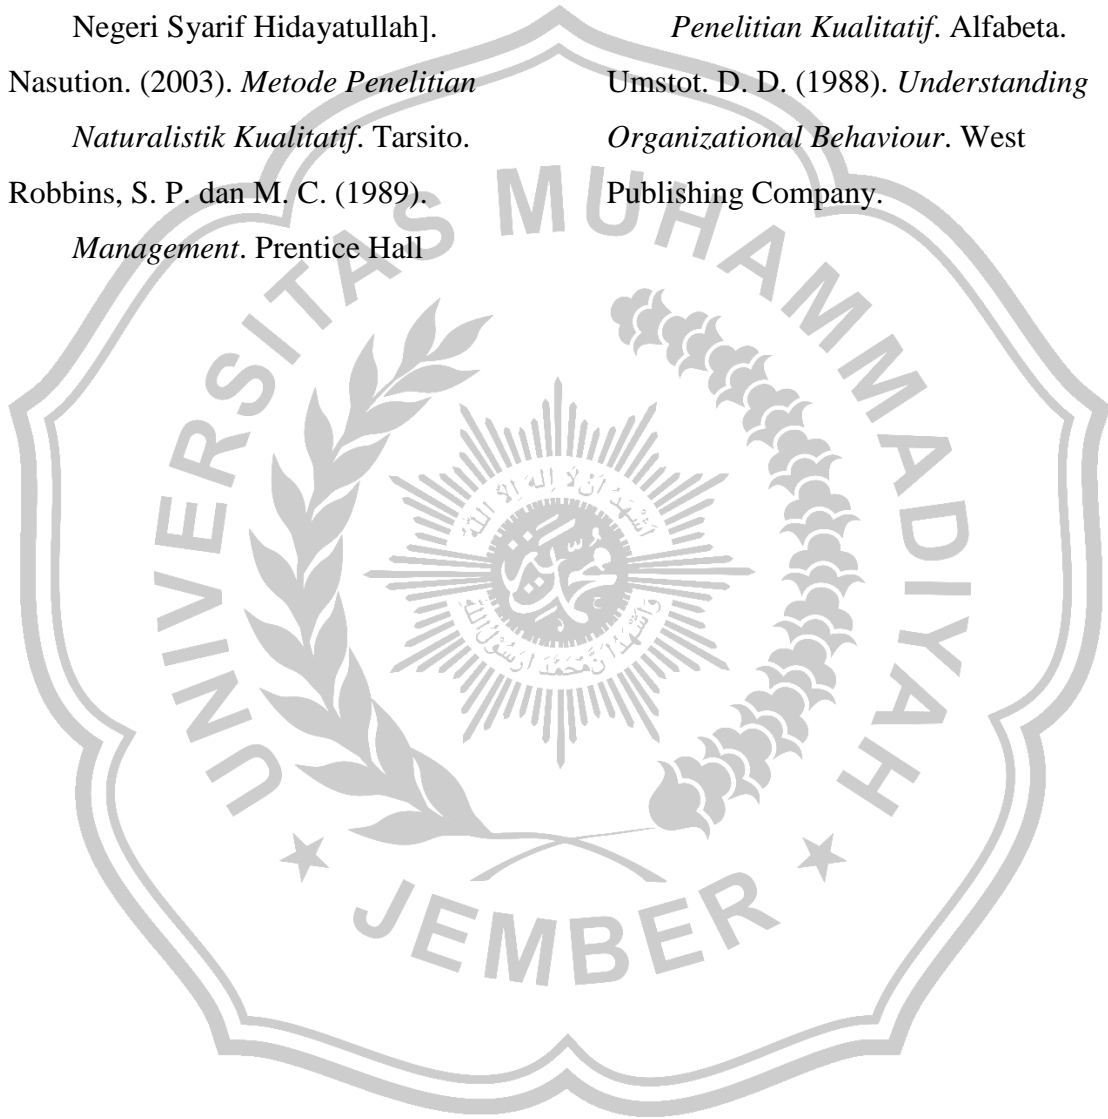 Negeri Syarif Hidayatullah].
Nasution. (2003). Metode Penelitian
Naturalistik Kualitatif. Tarsito.
Robbins, S. P. dan M. C. (1989).
Management. Prentice Hall
Penelitian Kualitatif. Alfabeta.
Umstot. D. D. (1988). Understanding
Organizational Behaviour. West
Publishing Company.
UNIVERSITAS MUHAMMADIYAH
JEMBER